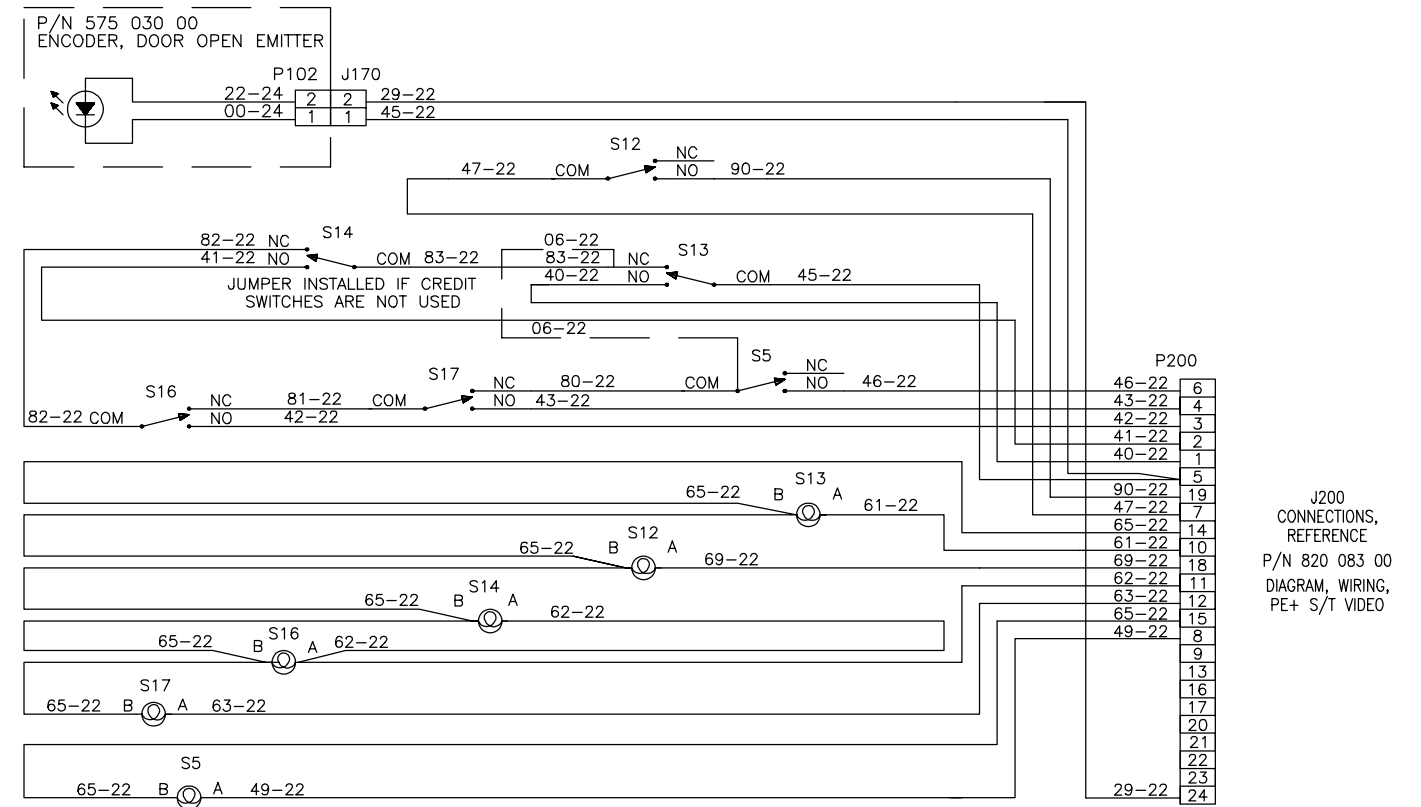 P/N 575 030 00
ENCODER, DOOR OPEN EMITTER
P102 J170
22-24 2 2 29-22
00-24 1 1 45-22
S12
47-22 COM NC
NO 90-22
S14
82-22 NC
41-22 NO COM 83-22
JUMPER INSTALLED IF CREDIT
SWITCHES ARE NOT USED
06-22
S13
83-22 NC
40-22 NO COM 45-22
06-22
S5
NC
COM NO 46-22
S17
NC 80-22
COM NO 43-22
S16
NC 81-22
82-22 COM NO 42-22
P200
46-22 6
43-22 4
42-22 3
41-22 2
40-22 1
5
90-22 19
47-22 7
65-22 14
61-22 10
69-22 18
62-22 11
63-22 12
65-22 15
49-22 8
9
13
16
17
20
21
22
23
29-22 24
S13
65-22 B A 61-22
S12
65-22 B A 69-22
S14
65-22 B A 62-22
S16
65-22 B A 62-22
S17
65-22 B A 63-22
S5
65-22 B A 49-22
J200
CONNECTIONS,
REFERENCE
P/N 820 083 00
DIAGRAM, WIRING,
PE+ S/T VIDEO